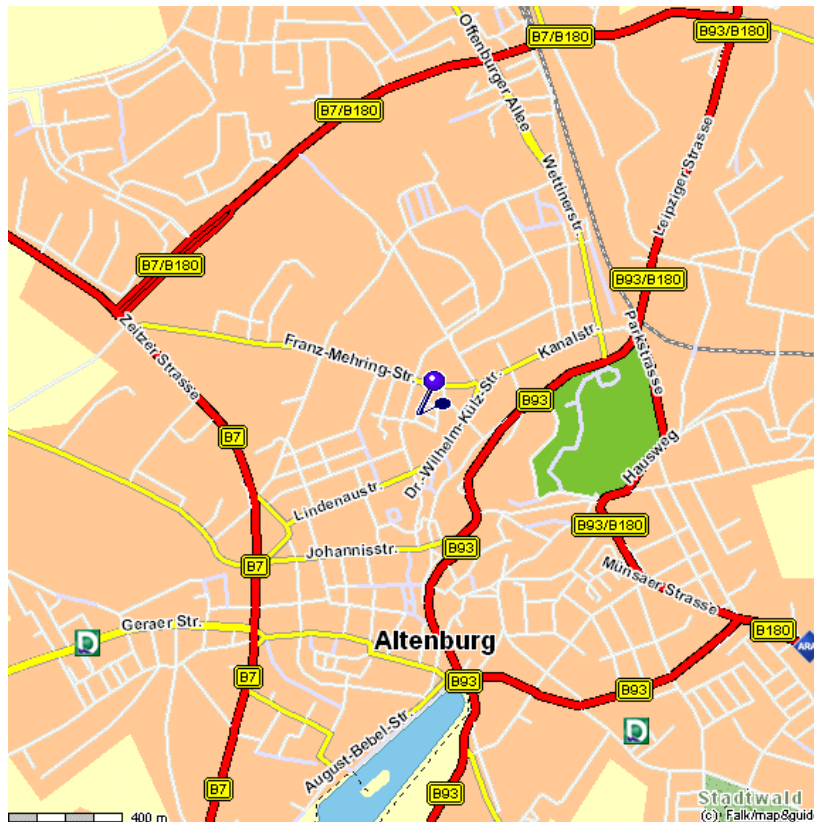 B93/B180
B7/B180
Offenburger Allee
B7/B180
Wettinerstr.
Leipziger Strasse
B7/B180
B93/B180
Zeitzer Strasse
Franz-Mehring-Str.
Kanalstr.
Parkstrasse
B93
Dr.-Wilhelm-Külz-Str.
B7
Hausweg
Lindenaustr.
B93/B180
Johannisstr.
B93
B7
Münsaer Strasse
Geraer Str.
Altenburg
B180
ARA
B7
B93
B93
August-Bebel-Str.
B7
B93
Stadtwald
400 m
(c) Falk/map&guid